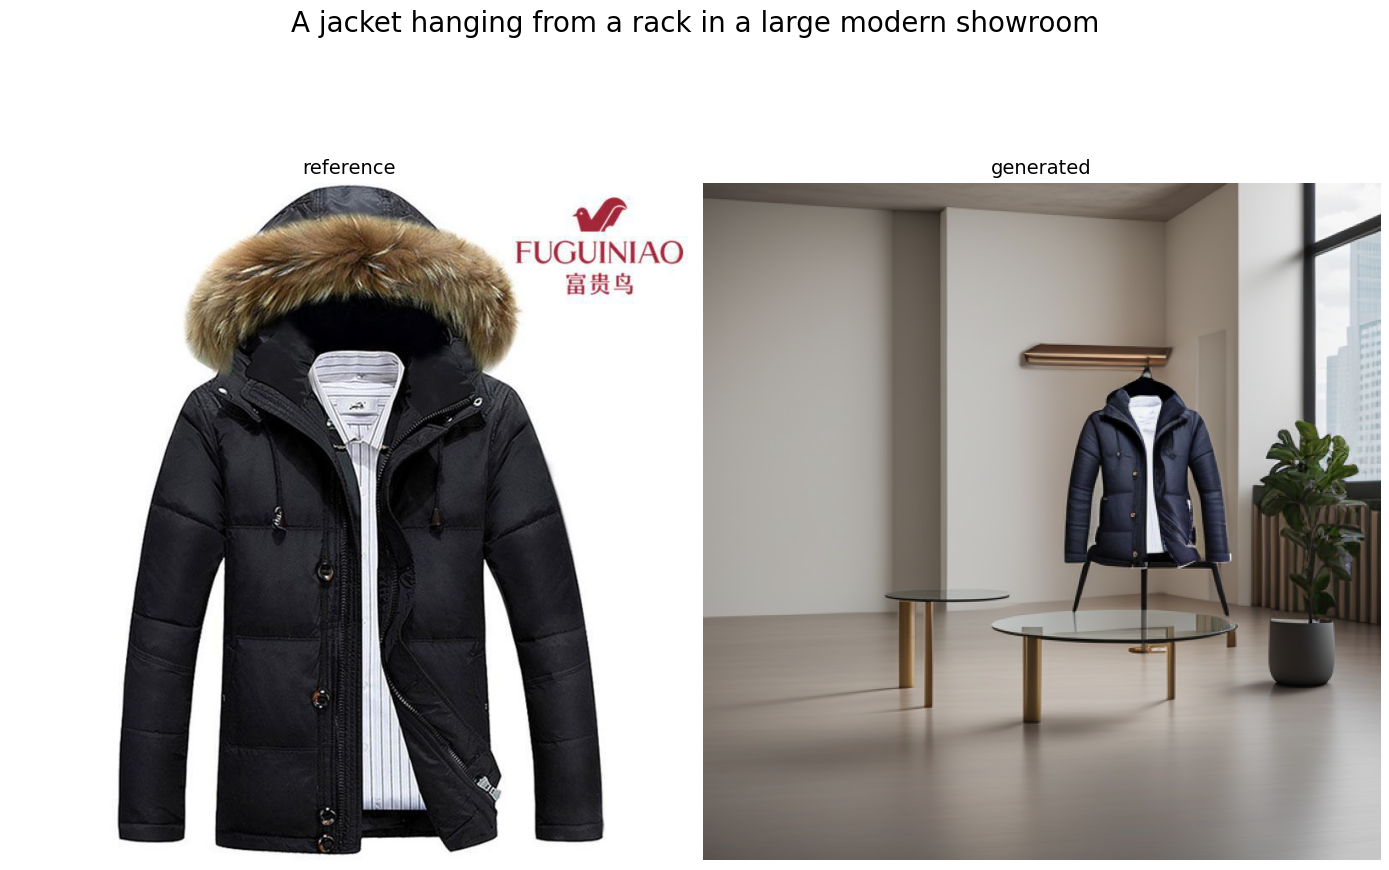 A jacket hanging from a rack in a large modern showroom
reference
generated
FUGUINIAO
富贵鸟